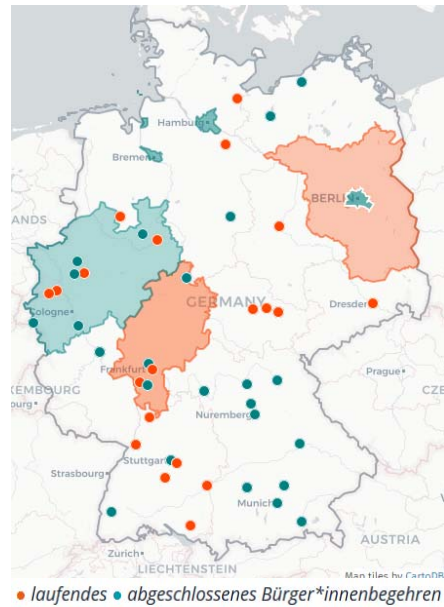 Hamburg
Bremen
BERLIN
ANDS
GERMANY
Cologne
Dresden
Frankfurt
Prague
EMBOURG
CZE
ourg
Nuremberg
Stuttgart
Strasbourg
Munich
AUSTRIA
Zurich
LIECHTENSTEIN
Map tiles by CartoDB
laufendes abgeschlossenes Bürger*innenbegehren